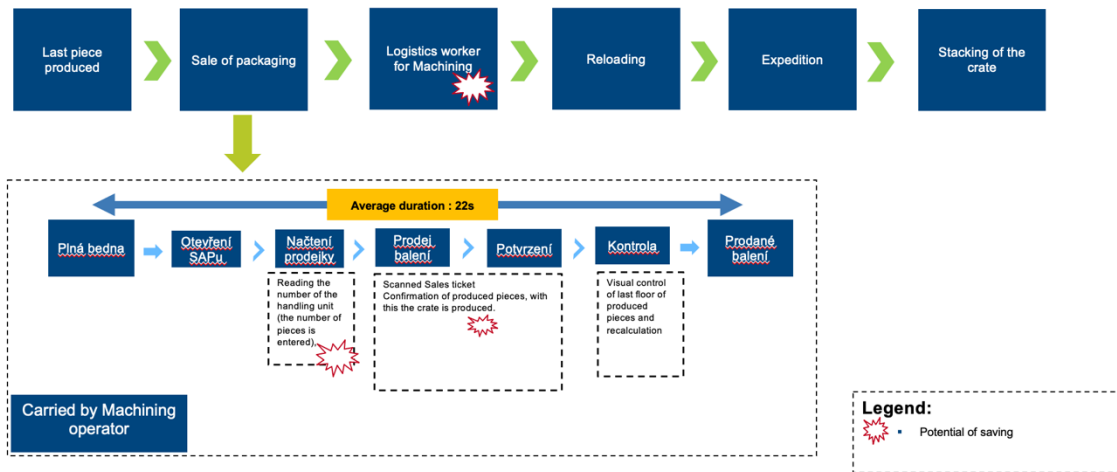 Last piece
produced
Sale of packaging
Logistics worker
for Machining
Reloading
Expedition
Stacking of the
crate
Average duration : 22s
Plná bedna
Otevření
SAPu
Načtení
prodejky
Prodej
balení
Potvrzení
Kontrola
Prodané
balení
Reading the
number of the
handling unit
(the number of
pieces is
entered),
Scanned Sales ticket
Confirmation of produced pieces, with
this the crate is produced.
Visual control
of last floor of
produced
pieces and
recalculation
Carried by Machining
operator
Legend:
▪ Potential of saving